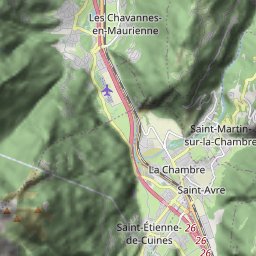 Les Chavannes-
en-Maurienne
Saint-Martin-
sur-la-Chambre
La Chambre
Saint-Avre
Saint-Étienne-
de-Cuines
26
26
26